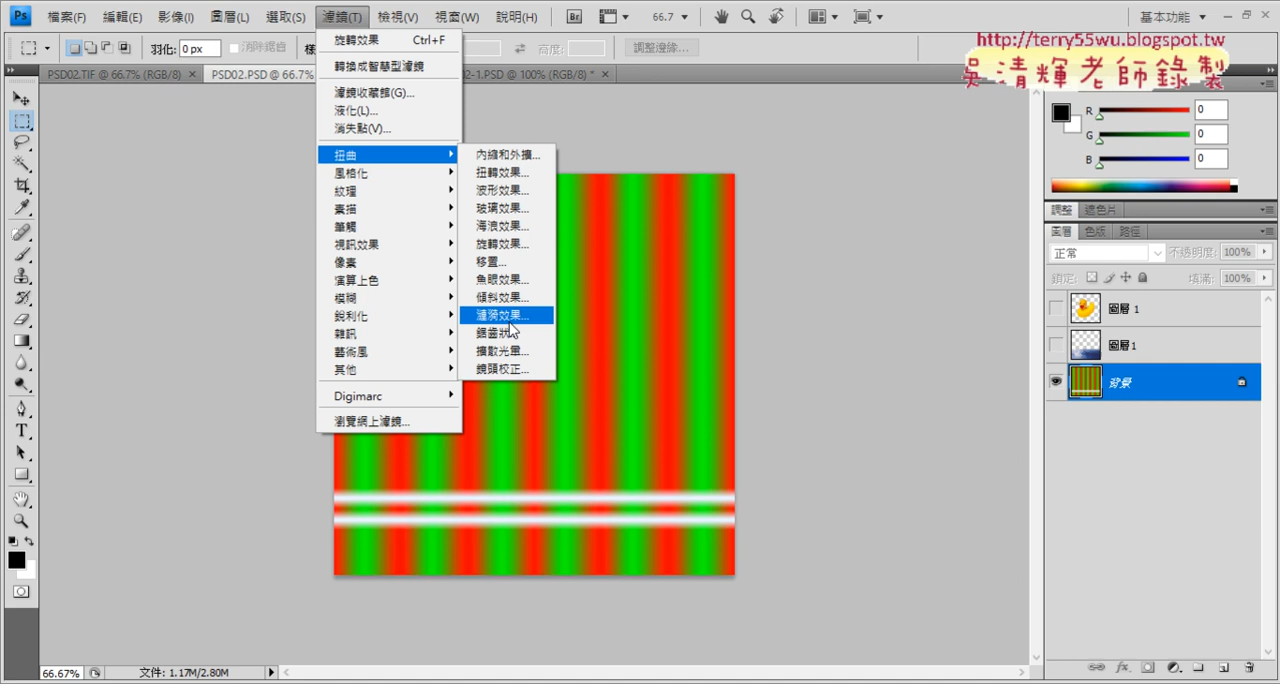 Ps 檔案(F) 編輯(E) 影像(I) 圖層(L) 選取(S) 濾鏡(T) 檢視(V) 視窗(W) 說明(H) Br 66.7 基本功能
羽化: 0 px 消除鋸齒 樣 高度: 調整邊緣...
http://terry55wu.blogspot.tw
吳清輝老師錄製
PSD02.TIF @ 66.7% (RGB/8) × PSD02.PSD @ 66.7% 02-1.PSD @ 100% (RGB/8) * ×
旋轉效果 Ctrl+F
轉換成智慧型濾鏡
濾鏡收藏館(G)...
液化(L)...
消失點(V)...
扭曲
風格化
紋理
素描
筆觸
視訊效果
像素
演算上色
模糊
銳利化
雜訊
藝術風
其他
Digimarc
瀏覽網上濾鏡...
內縮和外擴...
扭轉效果...
波形效果...
玻璃效果...
海浪效果...
旋轉效果...
移置...
魚眼效果...
傾斜效果...
漣漪效果...
鋸齒狀
擴散光暈...
鏡頭校正...
R 0
G 0
B 0
調整 遮色片
圖層 色版 路徑
正常 不透明度: 100%
鎖定: 填滿: 100%
圖層 1
圖層1
背景
T
fx
66.67% 文件: 1.17M/2.80M